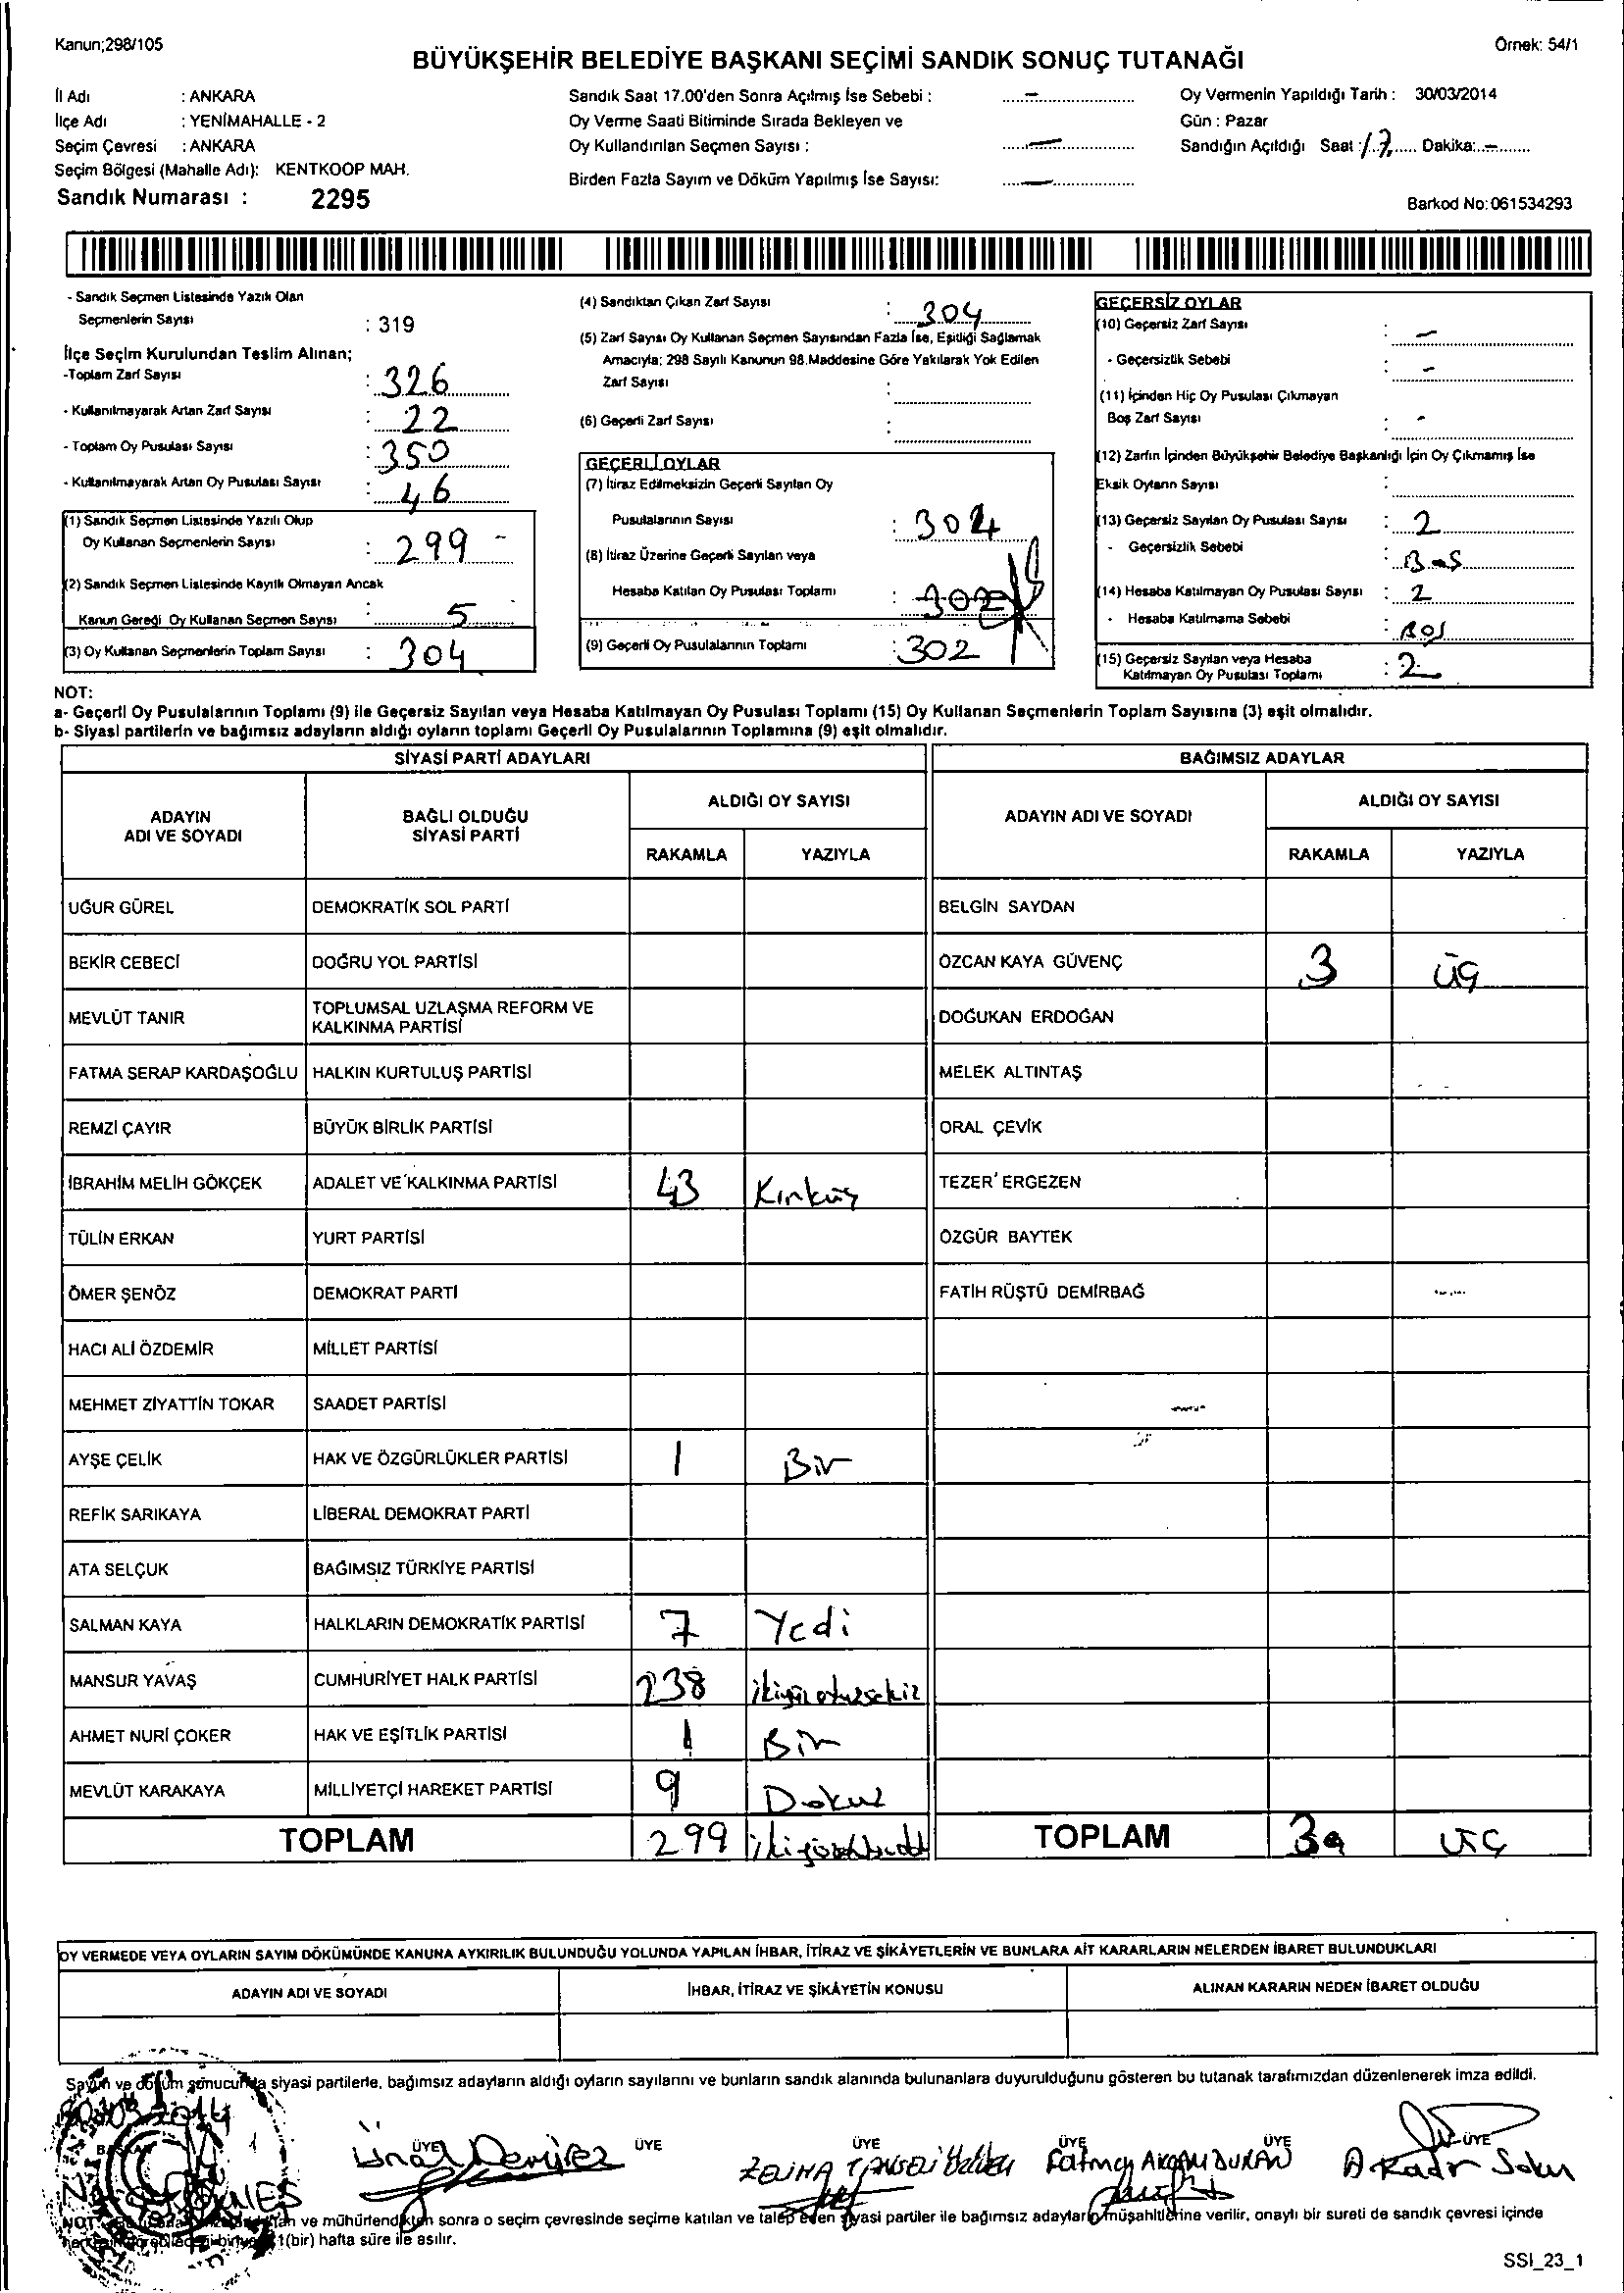 Kanun;298/105
Örnek: 54/1
BÜYÜKŞEHİR BELEDİYE BAŞKANI SEÇİMİ SANDIK SONUÇ TUTANAĞI
İl Adı : ANKARA
İlçe Adı : YENİMAHALLE - 2
Seçim Çevresi : ANKARA
Seçim Bölgesi (Mahalle Adı): KENTKOOP MAH.
Sandık Numarası : 2295
Sandık Saat 17.00'den Sonra Açılmış İse Sebebi : -
Oy Verme Saati Bitiminde Sırada Bekleyen ve
Oy Kullandırılan Seçmen Sayısı : -
Birden Fazla Sayım ve Döküm Yapılmış İse Sayısı: -
Oy Vermenin Yapıldığı Tarih : 30/03/2014
Gün : Pazar
Sandığın Açıldığı Saat : 17 Dakika: -
Barkod No: 061534293
- Sandık Seçmen Listesinde Yazılı Olan
Seçmenlerin Sayısı : 319
İlçe Seçim Kurulundan Teslim Alınan;
-Toplam Zarf Sayısı : 326
- Kullanılmayarak Artan Zarf Sayısı : 22
- Toplam Oy Pusulası Sayısı : 350
- Kullanılmayarak Artan Oy Pusulası Sayısı : 46
(1) Sandık Seçmen Listesinde Yazılı Olup
Oy Kullanan Seçmenlerin Sayısı : 299 -
(2) Sandık Seçmen Listesinde Kayıtlı Olmayan Ancak
Kanun Gereği Oy Kullanan Seçmen Sayısı : 5
(3) Oy Kullanan Seçmenlerin Toplam Sayısı : 304
(4) Sandıktan Çıkan Zarf Sayısı : 304
(5) Zarf Sayısı Oy Kullanan Seçmen Sayısından Fazla İse, Eşitliği Sağlamak
Amacıyla; 298 Sayılı Kanunun 98.Maddesine Göre Yakılarak Yok Edilen
Zarf Sayısı :
(6) Geçerli Zarf Sayısı :
GEÇERLİ OYLAR
(7) İtiraz Edilmeksizin Geçerli Sayılan Oy
Pusulalarının Sayısı : 302
(8) İtiraz Üzerine Geçerli Sayılan veya
Hesaba Katılan Oy Pusulası Toplamı : 302
(9) Geçerli Oy Pusulalarının Toplamı : 302
GEÇERSİZ OYLAR
(10) Geçersiz Zarf Sayısı : -
- Geçersizlik Sebebi : -
(11) İçinden Hiç Oy Pusulası Çıkmayan
Boş Zarf Sayısı : -
(12) Zarfın İçinden Büyükşehir Belediye Başkanlığı İçin Oy Çıkmamış İse
Eksik Oyların Sayısı :
(13) Geçersiz Sayılan Oy Pusulası Sayısı : 2
- Geçersizlik Sebebi : Boş
(14) Hesaba Katılmayan Oy Pusulası Sayısı : 2
- Hesaba Katılmama Sebebi : Boş
(15) Geçersiz Sayılan veya Hesaba
Katılmayan Oy Pusulası Toplamı : 2
NOT:
a- Geçerli Oy Pusulalarının Toplamı (9) ile Geçersiz Sayılan veya Hesaba Katılmayan Oy Pusulası Toplamı (15) Oy Kullanan Seçmenlerin Toplam Sayısına (3) eşit olmalıdır.
b- Siyasi partilerin ve bağımsız adayların aldığı oyların toplamı Geçerli Oy Pusulalarının Toplamına (9) eşit olmalıdır.
SİYASİ PARTİ ADAYLARI BAĞIMSIZ ADAYLAR
ADAYIN ADI VE SOYADI BAĞLI OLDUĞU SİYASİ PARTİ ALDIĞI OY SAYISI RAKAMLA YAZIYLA ADAYIN ADI VE SOYADI ALDIĞI OY SAYISI RAKAMLA YAZIYLA
UĞUR GÜREL DEMOKRATİK SOL PARTİ BELGİN SAYDAN
BEKİR CEBECİ DOĞRU YOL PARTİSİ ÖZCAN KAYA GÜVENÇ 3 ÜÇ
MEVLÜT TANIR TOPLUMSAL UZLAŞMA REFORM VE KALKINMA PARTİSİ DOĞUKAN ERDOĞAN
FATMA SERAP KARDAŞOĞLU HALKIN KURTULUŞ PARTİSİ MELEK ALTINTAŞ
REMZİ ÇAYIR BÜYÜK BİRLİK PARTİSİ ORAL ÇEVİK
İBRAHİM MELİH GÖKÇEK ADALET VE KALKINMA PARTİSİ 43 Kırküç TEZER ERGEZEN
TÜLİN ERKAN YURT PARTİSİ ÖZGÜR BAYTEK
ÖMER ŞENÖZ DEMOKRAT PARTİ FATİH RÜŞTÜ DEMİRBAĞ
HACI ALİ ÖZDEMİR MİLLET PARTİSİ
MEHMET ZİYATTİN TOKAR SAADET PARTİSİ
AYŞE ÇELİK HAK VE ÖZGÜRLÜKLER PARTİSİ 1 Bir
REFİK SARIKAYA LİBERAL DEMOKRAT PARTİ
ATA SELÇUK BAĞIMSIZ TÜRKİYE PARTİSİ
SALMAN KAYA HALKLARIN DEMOKRATİK PARTİSİ 7 Yedi
MANSUR YAVAŞ CUMHURİYET HALK PARTİSİ 238 ikiyüzotuzsekiz
AHMET NURİ ÇOKER HAK VE EŞİTLİK PARTİSİ 1 Bir
MEVLÜT KARAKAYA MİLLİYETÇİ HAREKET PARTİSİ 9 Dokuz
TOPLAM 299 TOPLAM 3 ÜÇ
OY VERMEDE VEYA OYLARIN SAYIM DÖKÜMÜNDE KANUNA AYKIRILIK BULUNDUĞU YOLUNDA YAPILAN İHBAR, İTİRAZ VE ŞİKÂYETLERİN VE BUNLARA AİT KARARLARIN NELERDEN İBARET BULUNDUKLARI
ADAYIN ADI VE SOYADI İHBAR, İTİRAZ VE ŞİKÂYETİN KONUSU ALINAN KARARIN NEDEN İBARET OLDUĞU
Sayım ve döküm sonucunda siyasi partilerle, bağımsız adayların aldığı oyların sayılarını ve bunların sandık alanında bulunanlara duyurulduğunu gösteren bu tutanak tarafımızdan düzenlenerek imza edildi.
30.03.2014
BAŞKAN ÜYE ÜYE ÜYE ÜYE ÜYE ÜYE
Ünal ZELİHA Fatma DURAN A.Kadir
NOT: ve mühürlendikten sonra o seçim çevresinde seçime katılan ve talep eden siyasi partiler ile bağımsız adayların müşahitlerine verilir, onaylı bir sureti de sandık çevresi içinde
1(bir) hafta süre ile asılır.
SSI_23_1